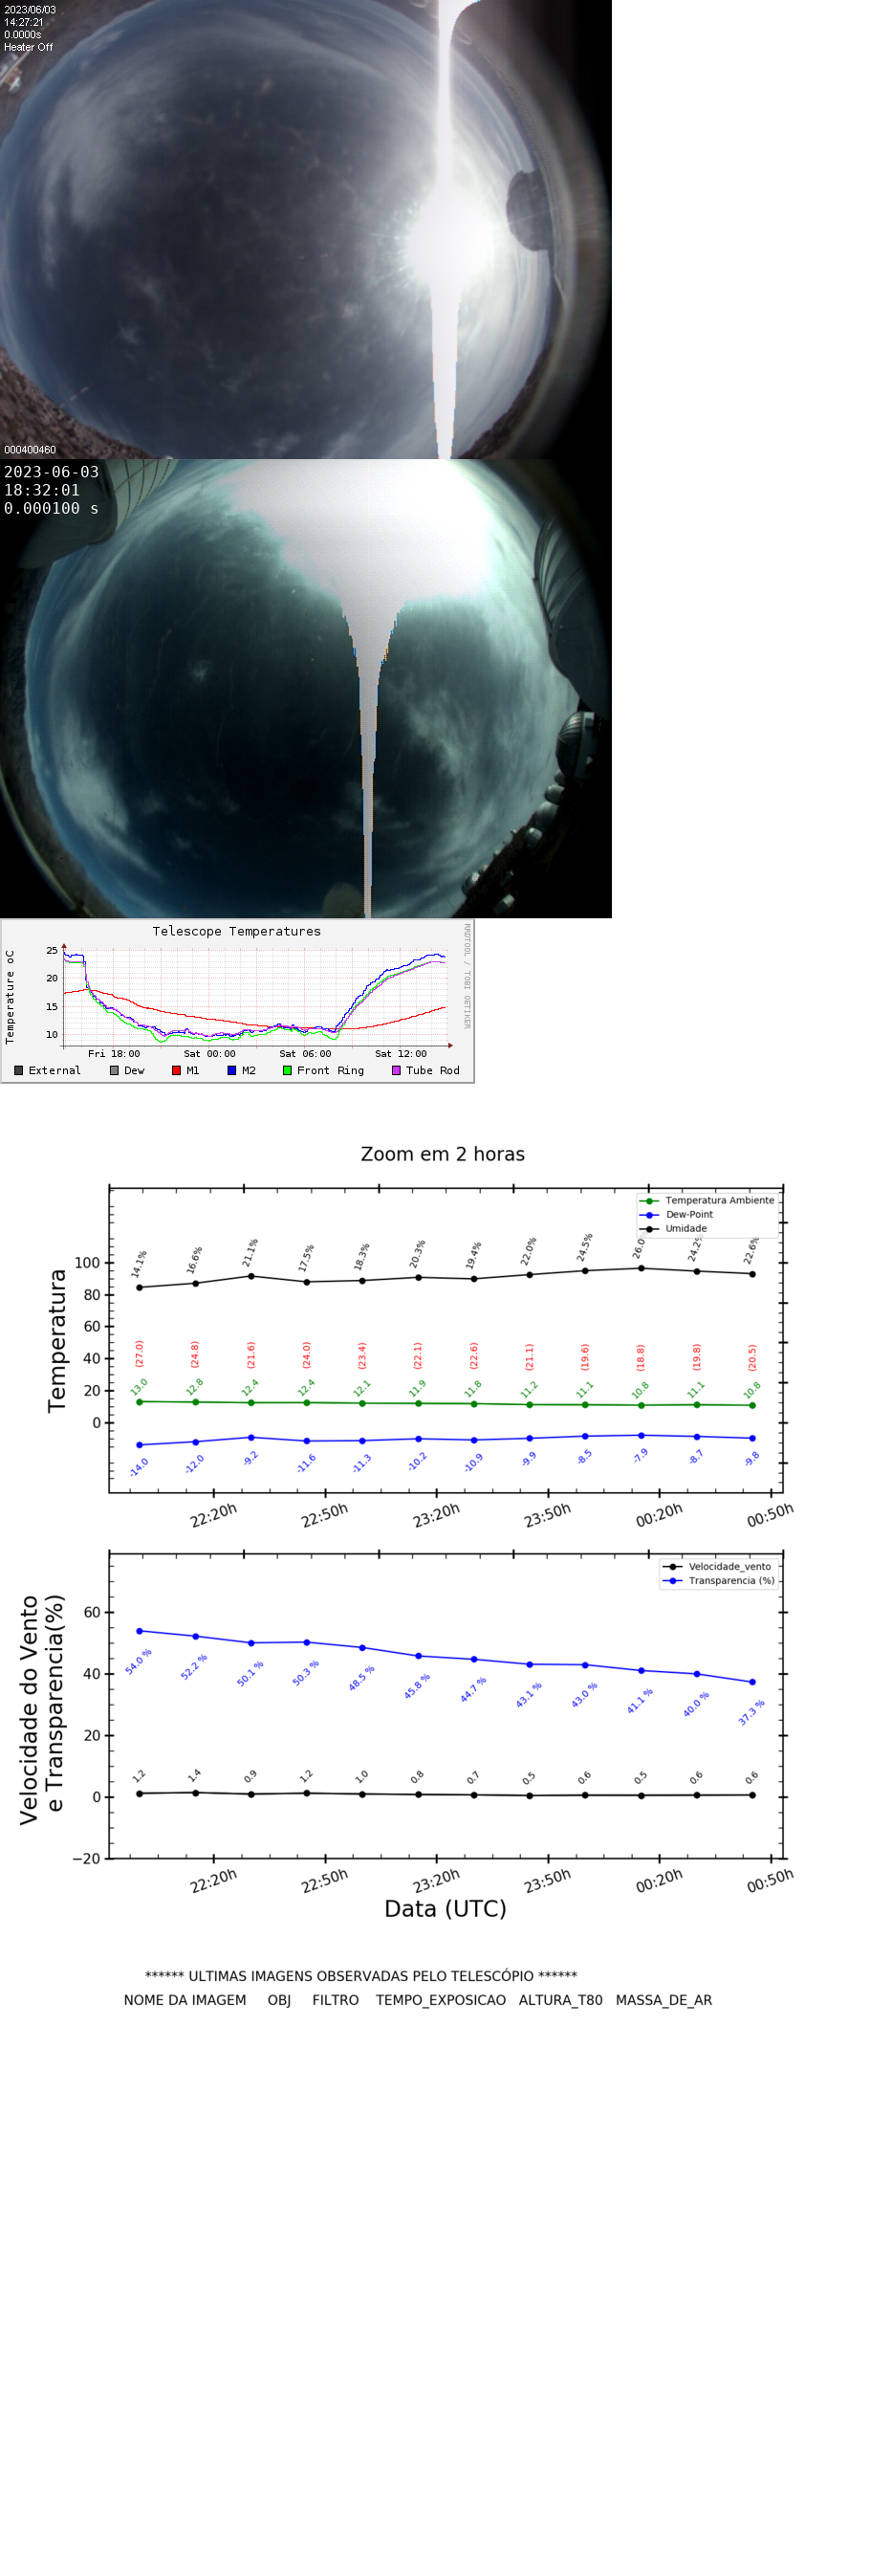 2023/06/03
14:27:21
0.0000s
Heater Off
000400460
2023-06-03
18:32:01
0.000100 s
Telescope Temperatures
Temperature oC
RRDTOOL / TOBI OETIKER
25
20
15
10
Fri 18:00 Sat 00:00 Sat 06:00 Sat 12:00
External Dew M1 M2 Front Ring Tube Rod
Zoom em 2 horas
Temperatura Ambiente
Dew-Point
Umidade
Temperatura
100
80
60
40
20
0
14.1% 16.6% 21.1% 17.5% 18.3% 20.3% 19.4% 22.0% 24.5% 26.0 24.2% 22.6%
(27.0) (24.8) (21.6) (24.0) (23.4) (22.1) (22.6) (21.1) (19.6) (18.8) (19.8) (20.5)
13.0 12.8 12.4 12.4 12.1 11.9 11.8 11.2 11.1 10.8 11.1 10.8
-14.0 -12.0 -9.2 -11.6 -11.3 -10.2 -10.9 -9.9 -8.5 -7.9 -8.7 -9.8
22:20h 22:50h 23:20h 23:50h 00:20h 00:50h
Velocidade_vento
Transparencia (%)
Velocidade do Vento
e Transparencia(%)
60
40
20
0
−20
54.0 % 52.2 % 50.1 % 50.3 % 48.5 % 45.8 % 44.7 % 43.1 % 43.0 % 41.1 % 40.0 % 37.3 %
1.2 1.4 0.9 1.2 1.0 0.8 0.7 0.5 0.6 0.5 0.6 0.6
22:20h 22:50h 23:20h 23:50h 00:20h 00:50h
Data (UTC)
****** ULTIMAS IMAGENS OBSERVADAS PELO TELESCÓPIO ******
NOME DA IMAGEM OBJ FILTRO TEMPO_EXPOSICAO ALTURA_T80 MASSA_DE_AR